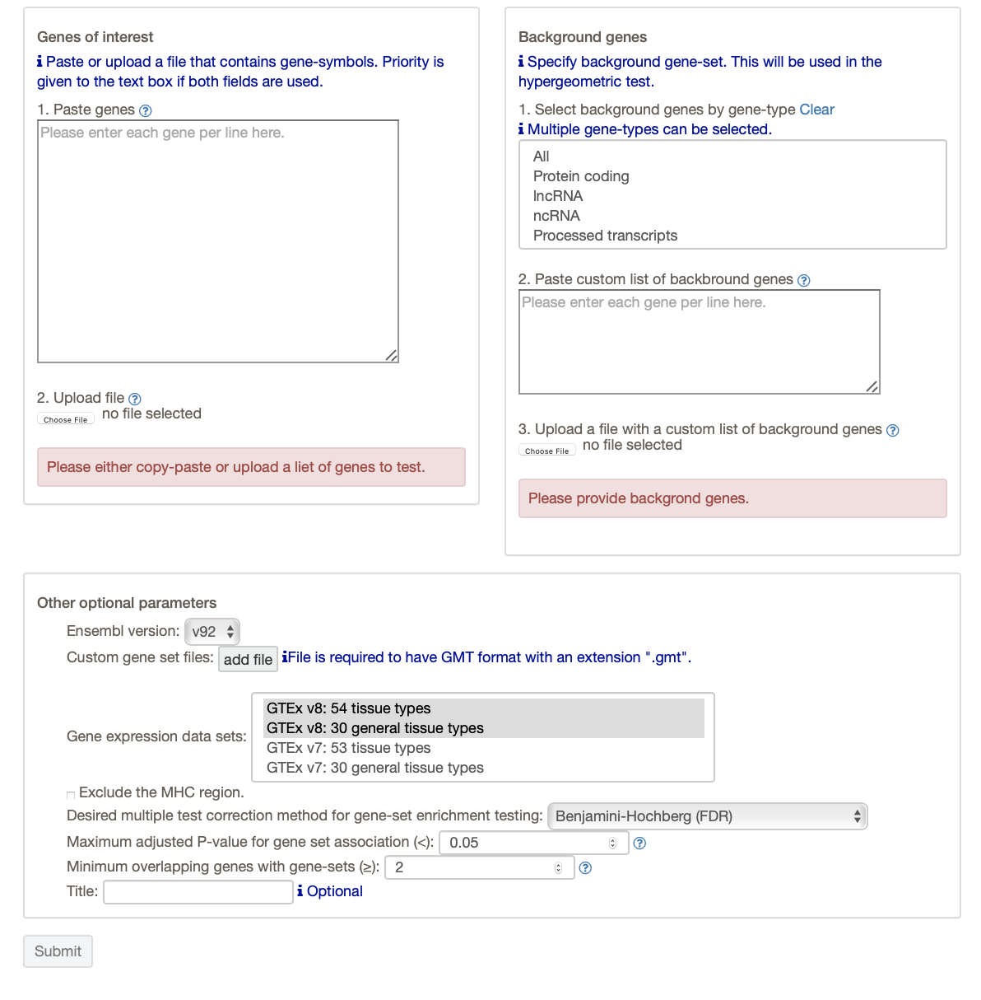 Genes of interest
i Paste or upload a file that contains gene-symbols. Priority is
given to the text box if both fields are used.
1. Paste genes ?
Please enter each gene per line here.
2. Upload file ?
Choose File no file selected
Please either copy-paste or upload a liet of genes to test.
Background genes
i Specify background gene-set. This will be used in the
hypergeometric test.
1. Select background genes by gene-type Clear
i Multiple gene-types can be selected.
All
Protein coding
lncRNA
ncRNA
Processed transcripts
2. Paste custom list of backbround genes ?
Please enter each gene per line here.
3. Upload a file with a custom list of background genes ?
Choose File no file selected
Please provide backgrond genes.
Other optional parameters
Ensembl version: v92
Custom gene set files: add file iFile is required to have GMT format with an extension ".gmt".
Gene expression data sets:
GTEx v8: 54 tissue types
GTEx v8: 30 general tissue types
GTEx v7: 53 tissue types
GTEx v7: 30 general tissue types
Exclude the MHC region.
Desired multiple test correction method for gene-set enrichment testing: Benjamini-Hochberg (FDR)
Maximum adjusted P-value for gene set association (<): 0.05 ?
Minimum overlapping genes with gene-sets (≥): 2 ?
Title: i Optional
Submit